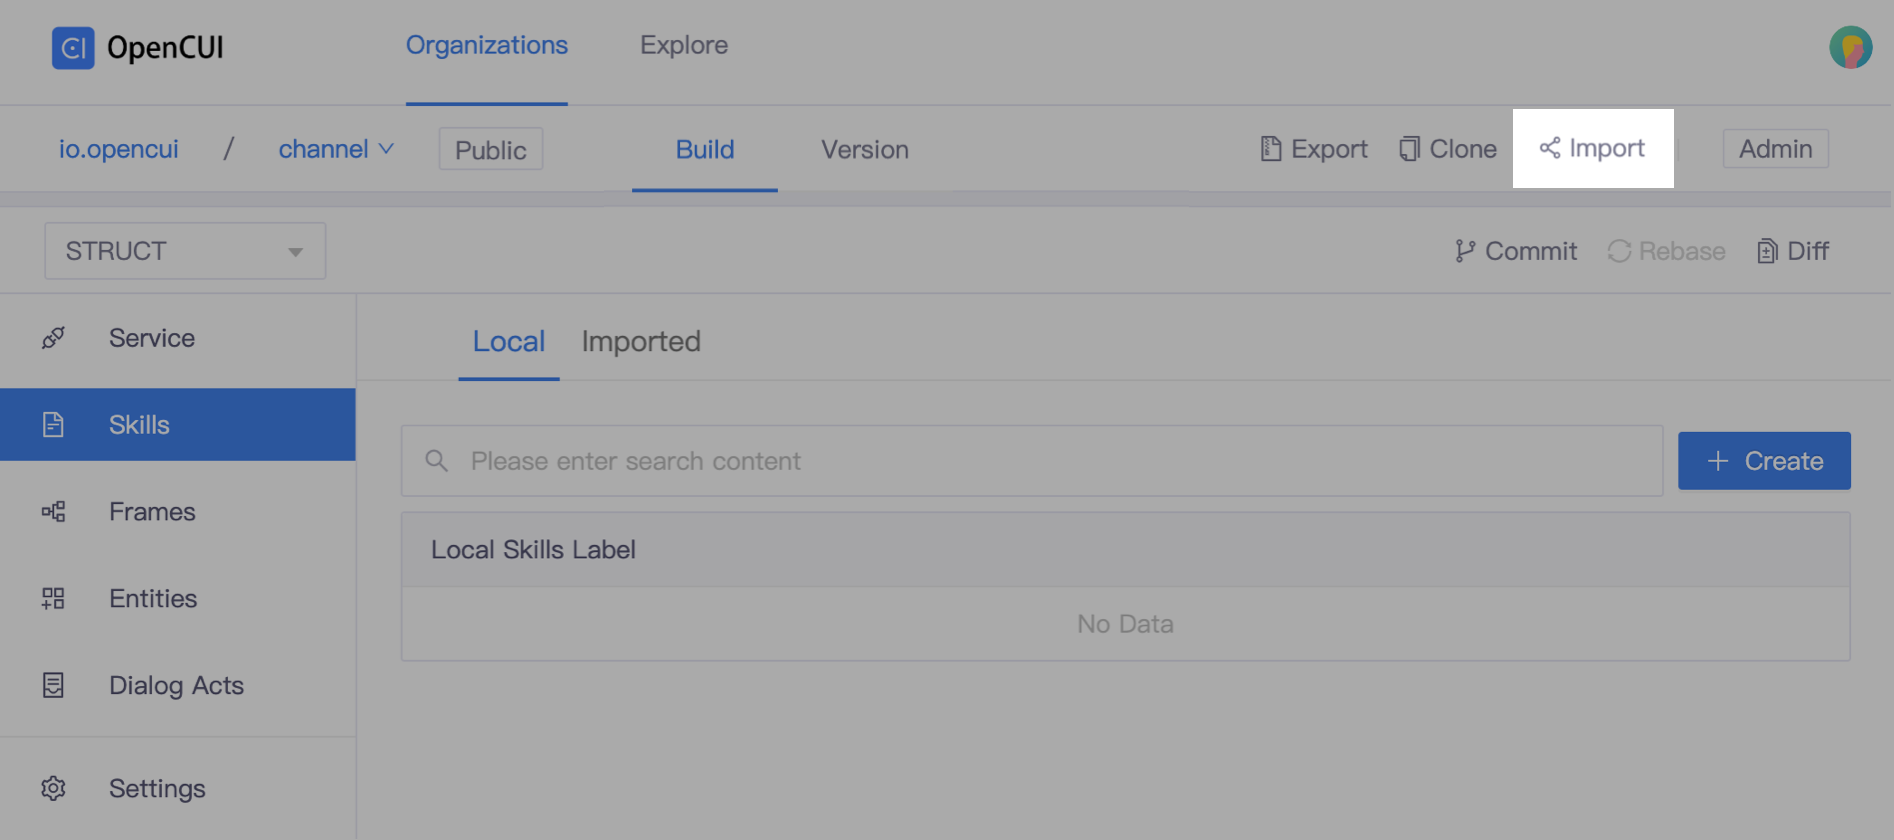 CI OpenCUI Organizations Explore
io.opencui / channel Public Build Version Export Clone Import Admin
STRUCT Commit Rebase Diff
Service
Skills
Frames
Entities
Dialog Acts
Settings
Local Imported
Please enter search content + Create
Local Skills Label
No Data